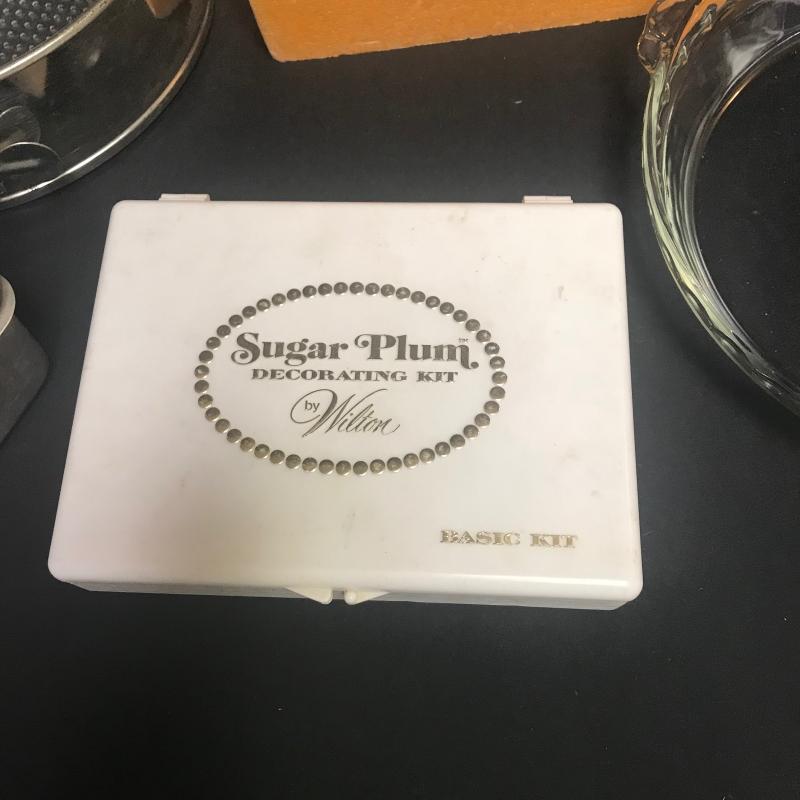 Sugar Plum™
DECORATING KIT
by Wilton
BASIC KIT